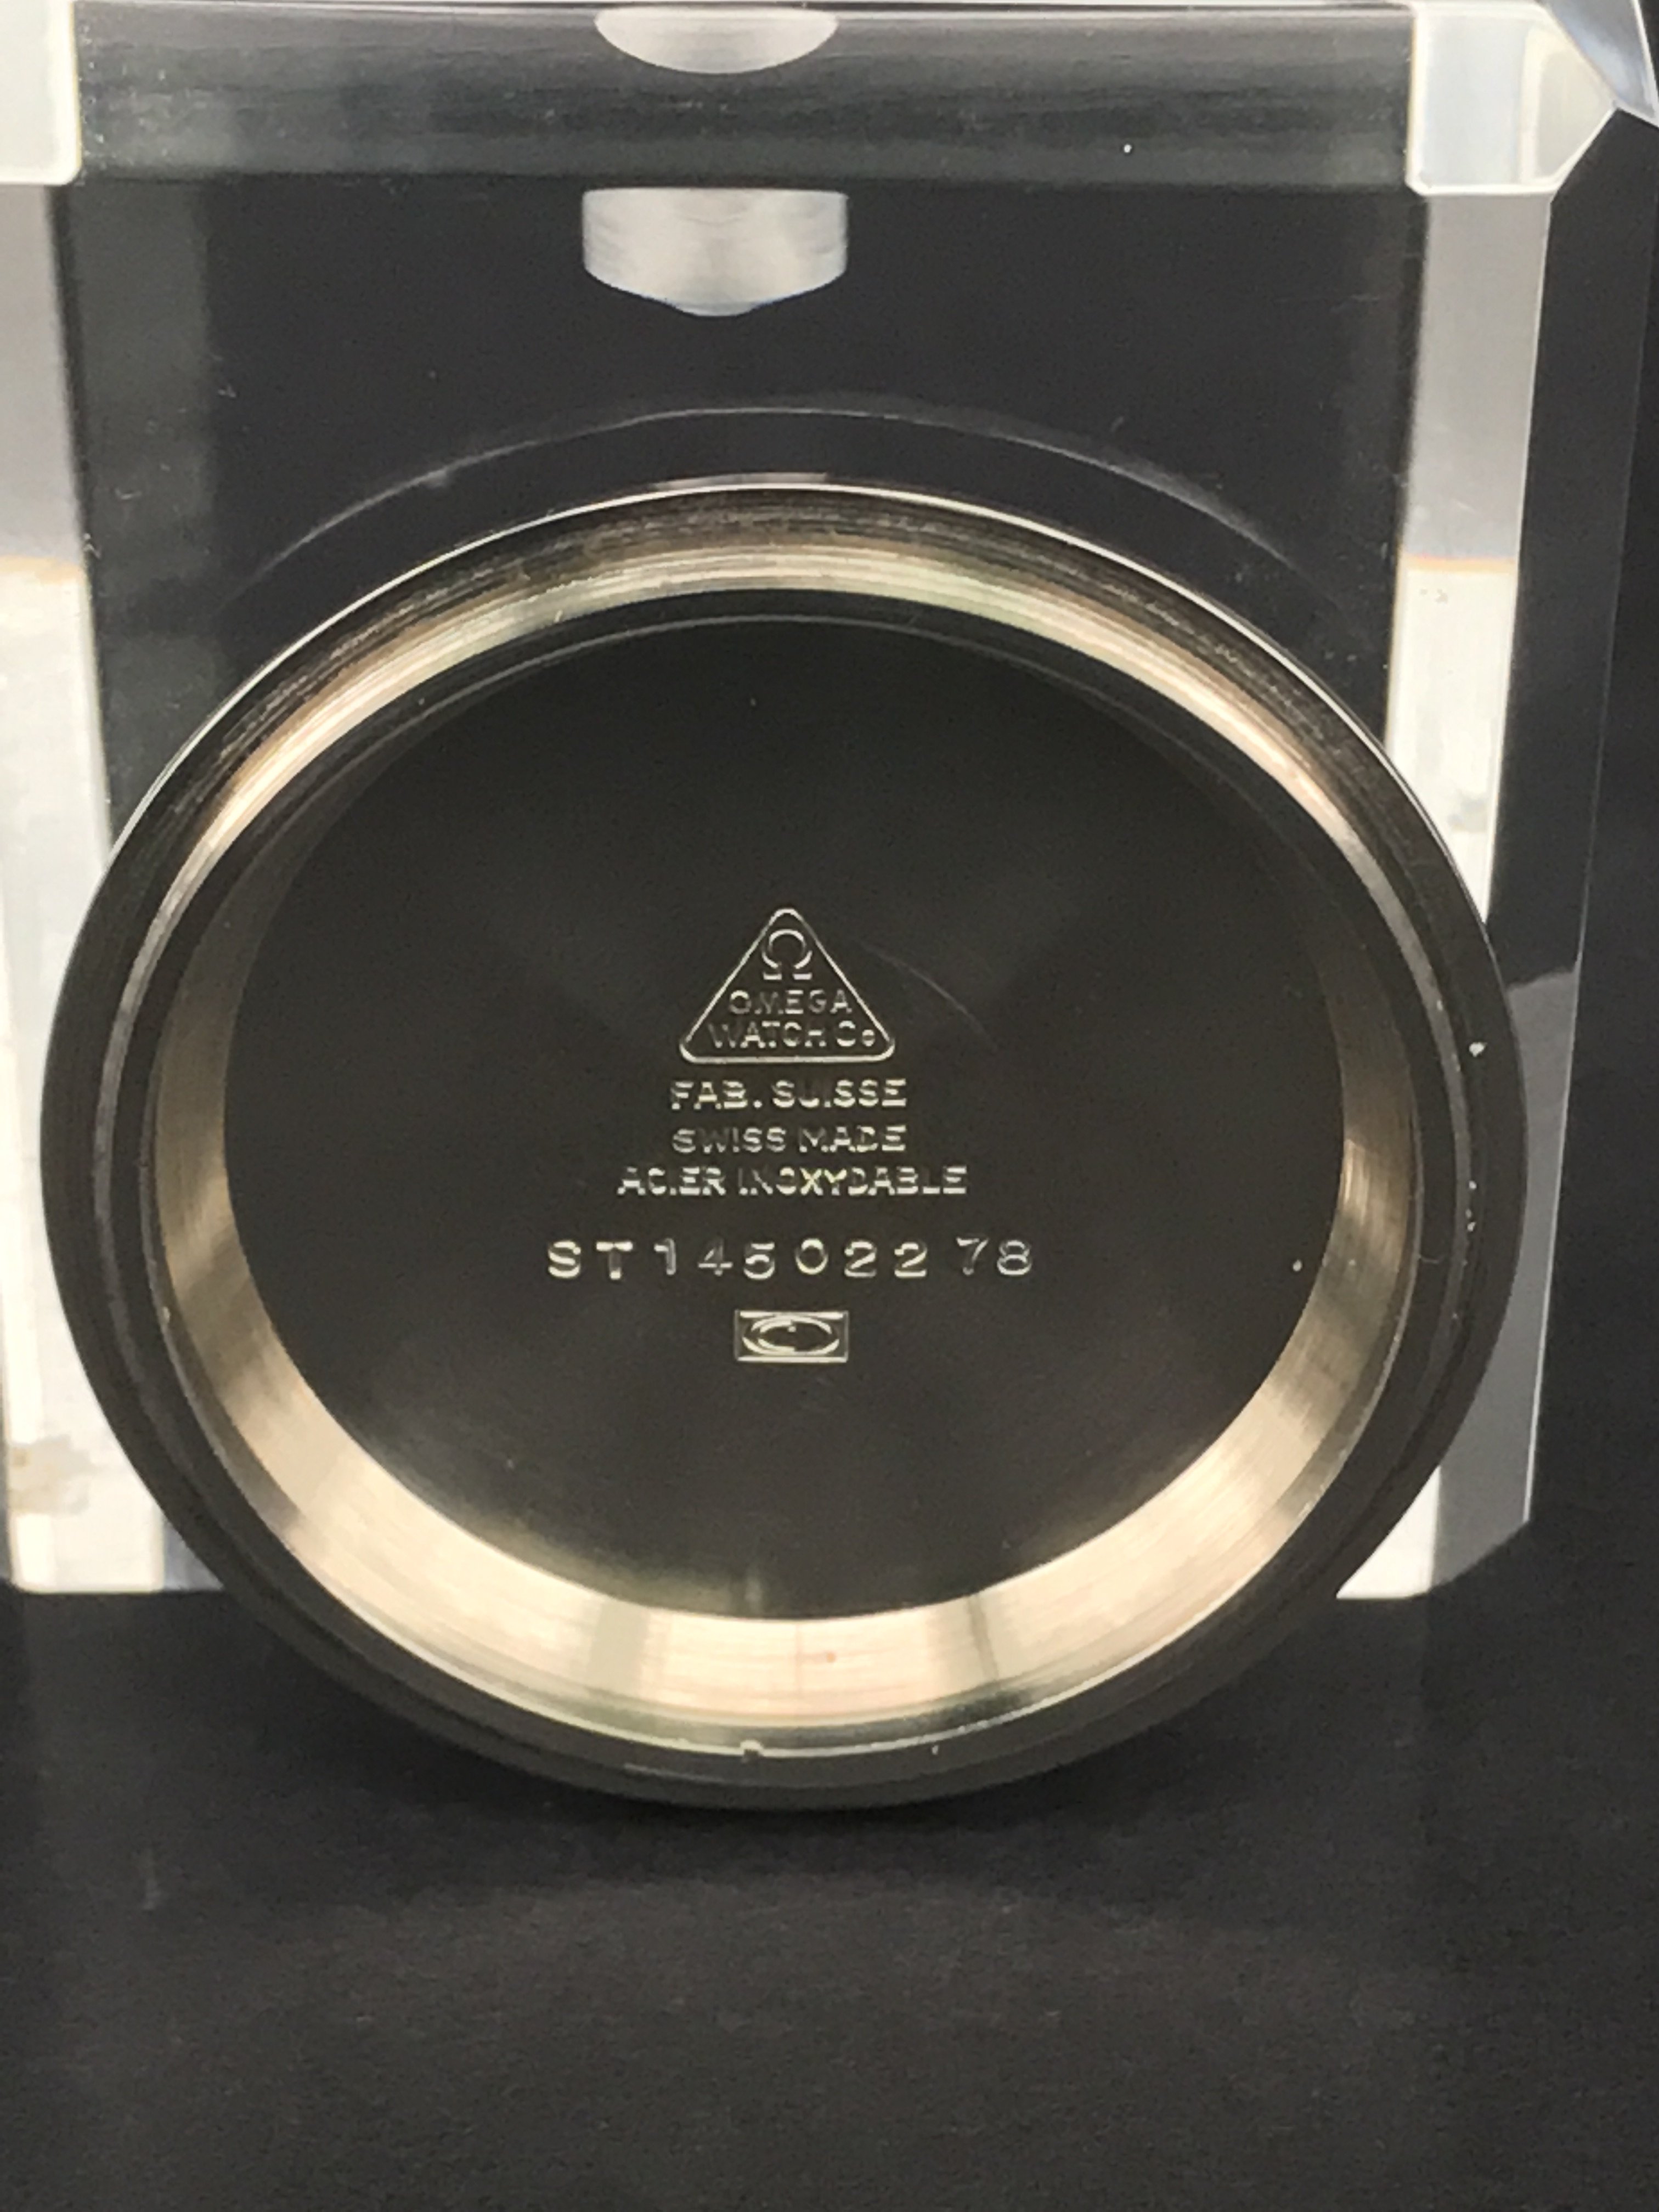 Ω
OMEGA
WATCH Co
FAB. SUISSE
SWISS MADE
ACIER INOXYDABLE
ST 145022 78